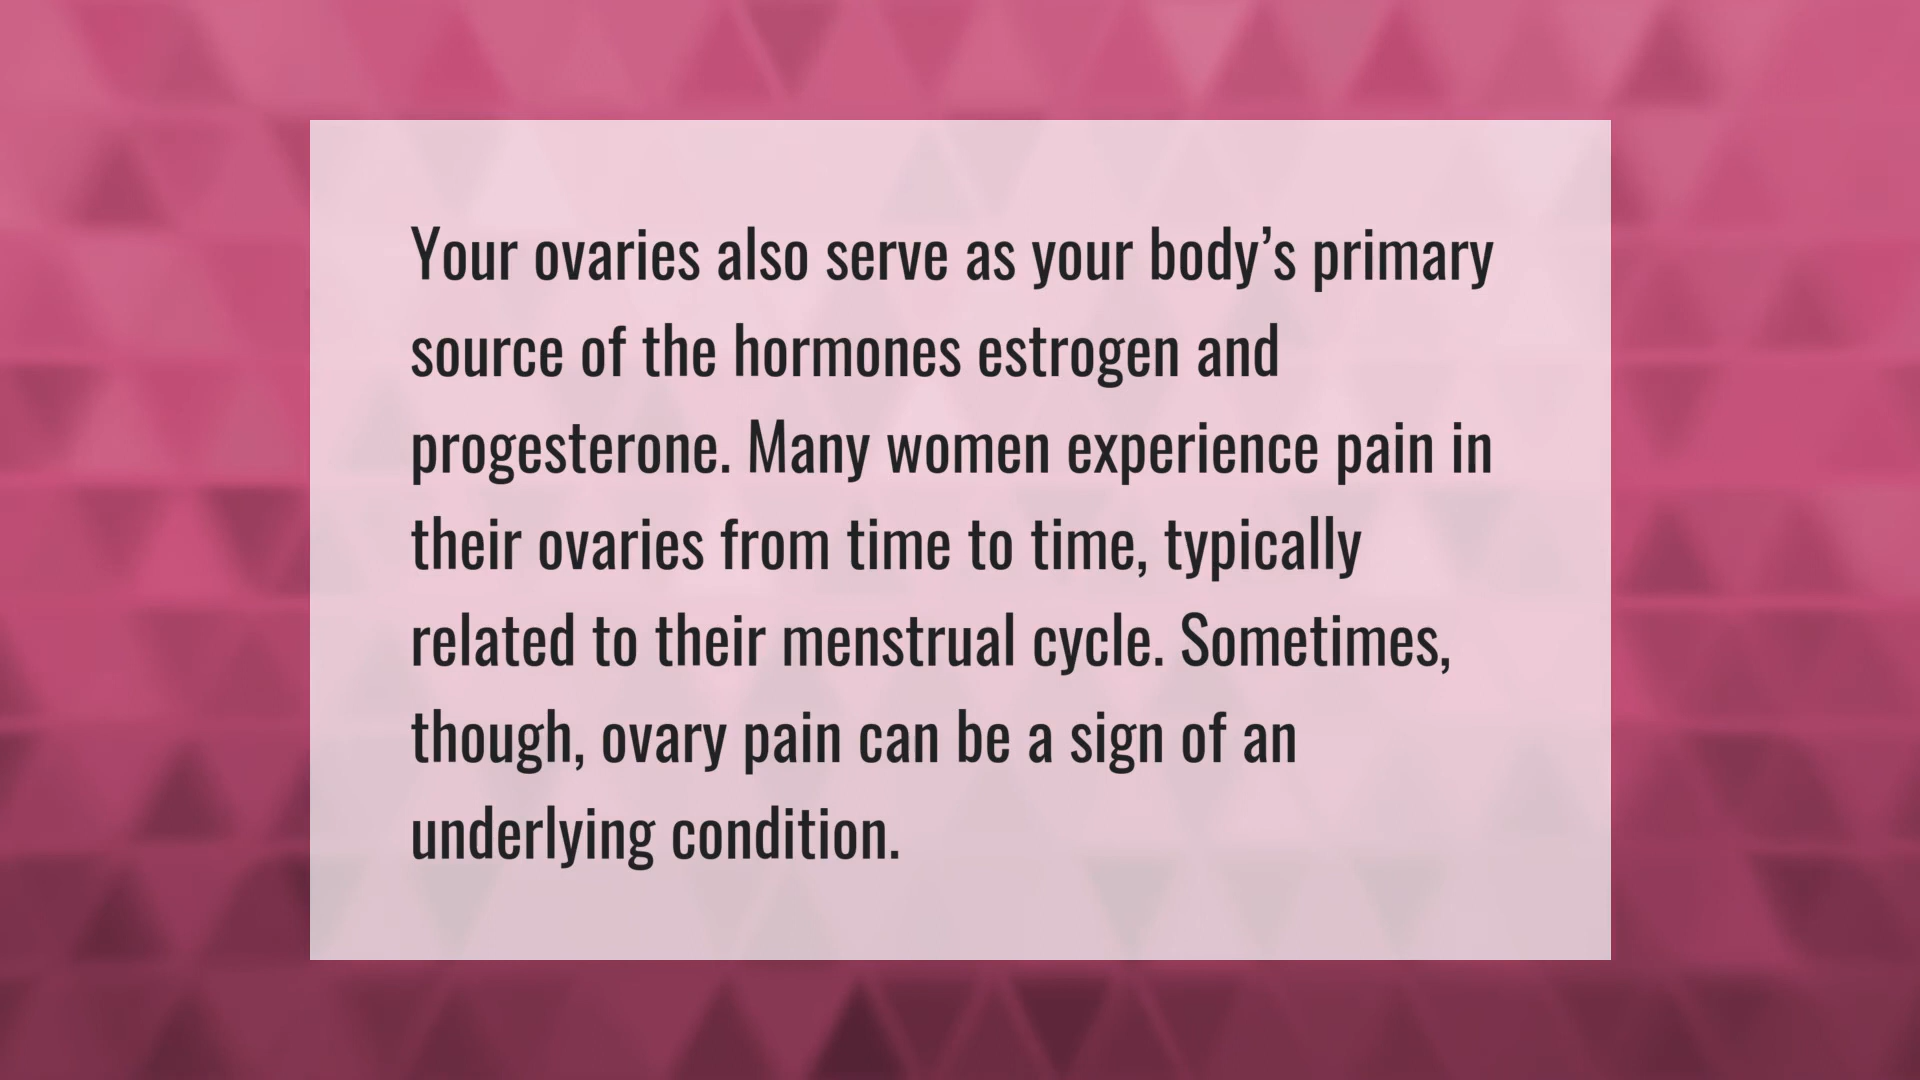 Your ovaries also serve as your body’s primary
source of the hormones estrogen and
progesterone. Many women experience pain in
their ovaries from time to time, typically
related to their menstrual cycle. Sometimes,
though, ovary pain can be a sign of an
underlying condition.